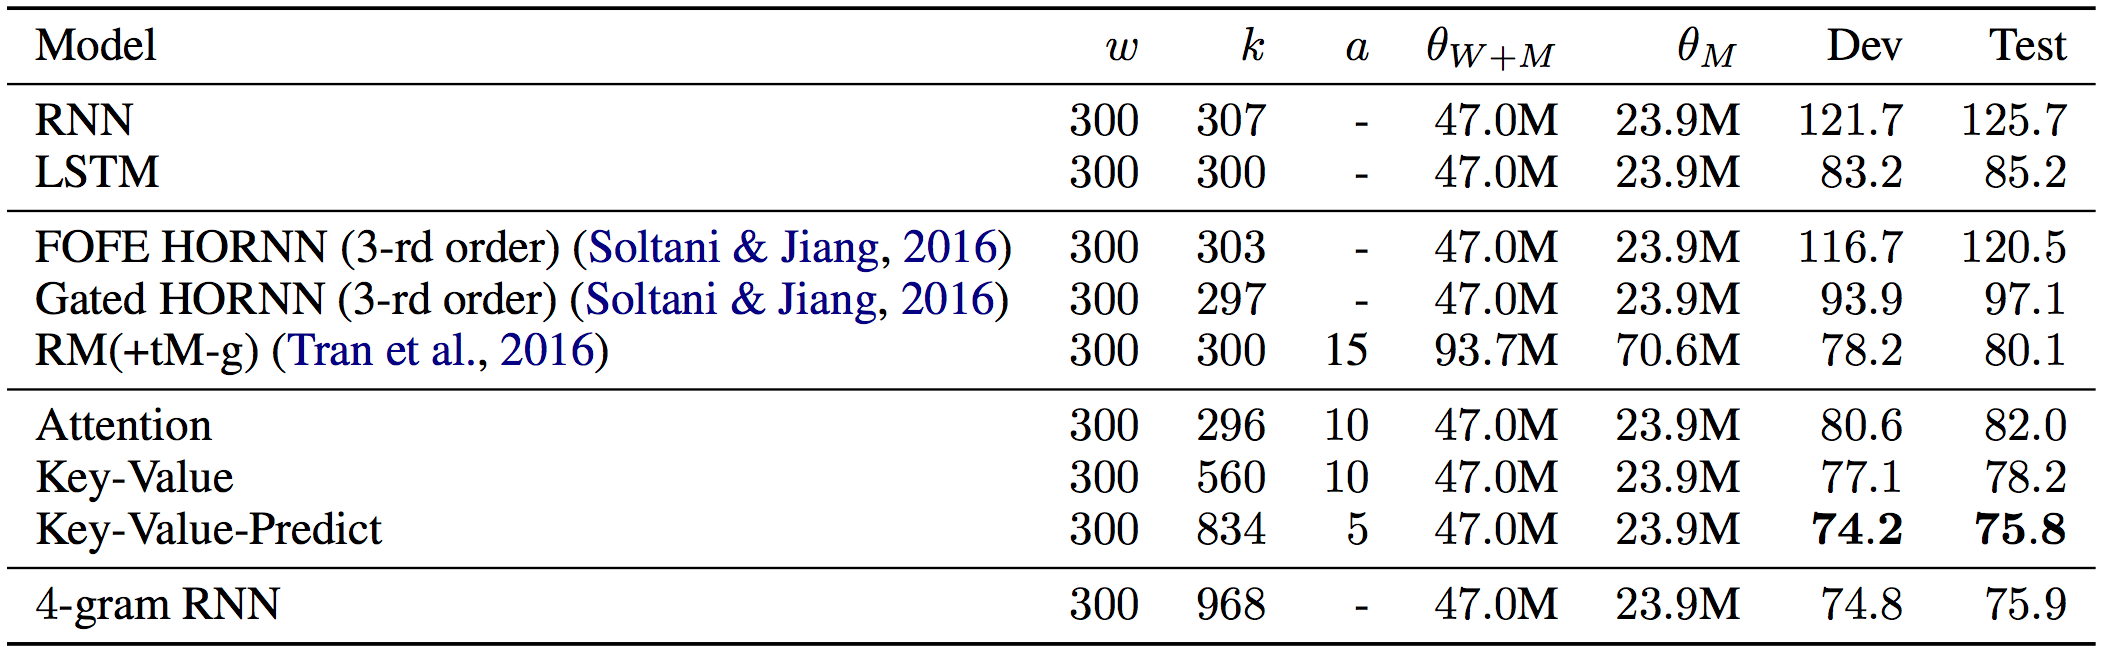 Model w k a θW+M θM Dev Test
RNN 300 307 - 47.0M 23.9M 121.7 125.7
LSTM 300 300 - 47.0M 23.9M 83.2 85.2
FOFE HORNN (3-rd order) (Soltani & Jiang, 2016) 300 303 - 47.0M 23.9M 116.7 120.5
Gated HORNN (3-rd order) (Soltani & Jiang, 2016) 300 297 - 47.0M 23.9M 93.9 97.1
RM(+tM-g) (Tran et al., 2016) 300 300 15 93.7M 70.6M 78.2 80.1
Attention 300 296 10 47.0M 23.9M 80.6 82.0
Key-Value 300 560 10 47.0M 23.9M 77.1 78.2
Key-Value-Predict 300 834 5 47.0M 23.9M 74.2 75.8
4-gram RNN 300 968 - 47.0M 23.9M 74.8 75.9